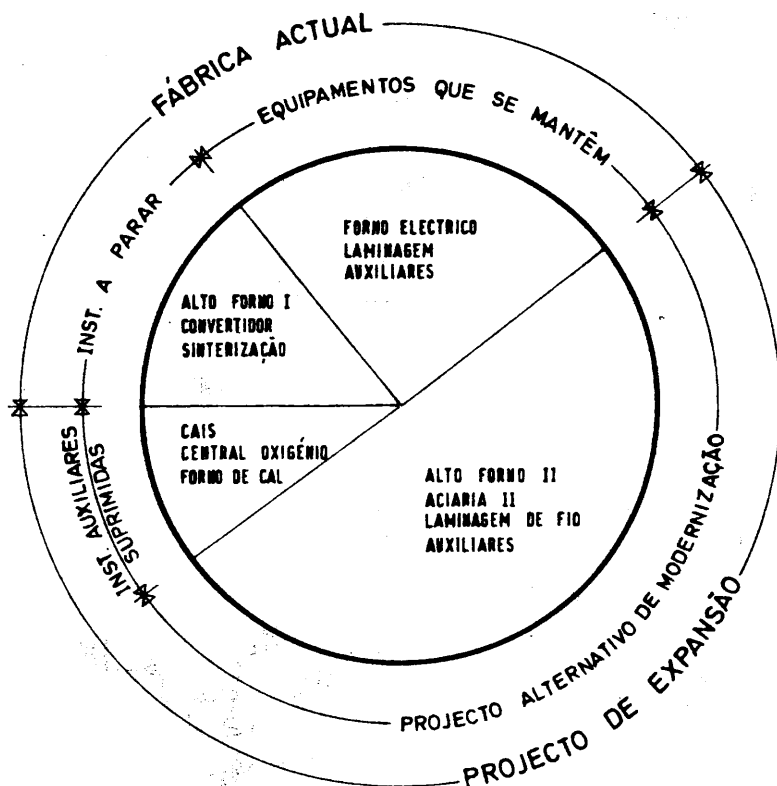 FÁBRICA ACTUAL
EQUIPAMENTOS QUE SE MANTÊM
INST. A PARAR
FORNO ELECTRICO
LAMINAGEM
AUXILIARES
ALTO FORNO I
CONVERTIDOR
SINTERIZAÇÃO
CAIS
CENTRAL OXIGÉNIO
FORNO DE CAL
ALTO FORNO II
ACIARIA II
LAMINAGEM DE FIO
AUXILIARES
INST. AUXILIARES
SUPRIMIDAS
PROJECTO ALTERNATIVO DE MODERNIZAÇÃO
PROJECTO DE EXPANSÃO